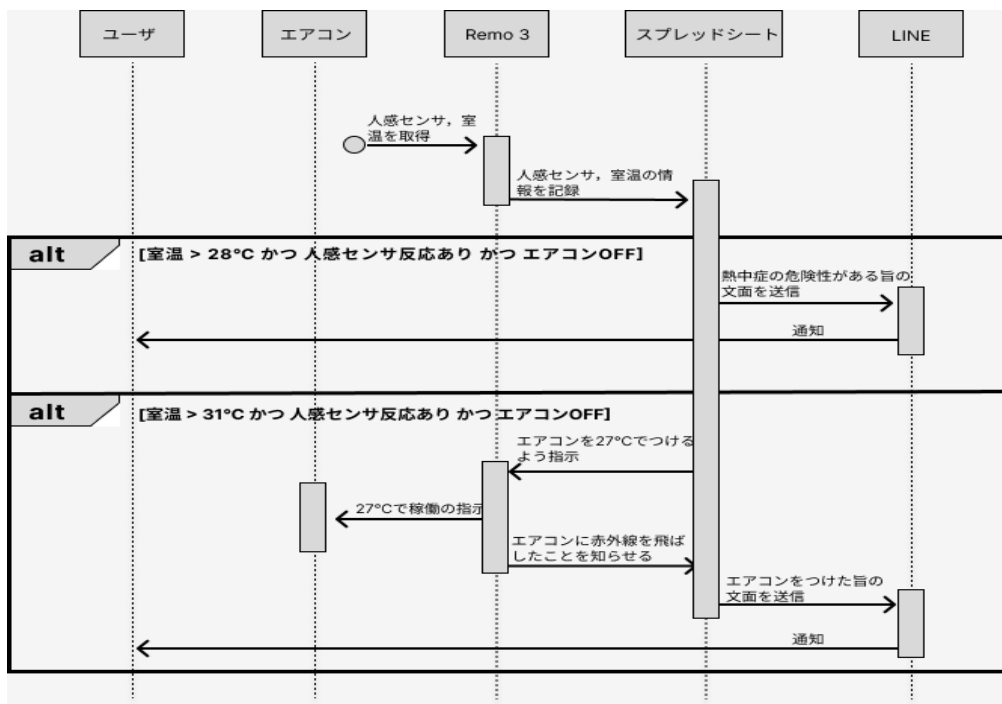 ユーザ
エアコン
Remo 3
スプレッドシート
LINE
人感センサ，室
温を取得
人感センサ，室温の情
報を記録
alt
[室温 > 28°C かつ 人感センサ反応あり かつ エアコンOFF]
熱中症の危険性がある旨の
文面を送信
通知
alt
[室温 > 31°C かつ 人感センサ反応あり かつ エアコンOFF]
エアコンを27°Cでつける
よう指示
27°Cで稼働の指示
エアコンに赤外線を飛ば
したことを知らせる
エアコンをつけた旨の
文面を送信
通知